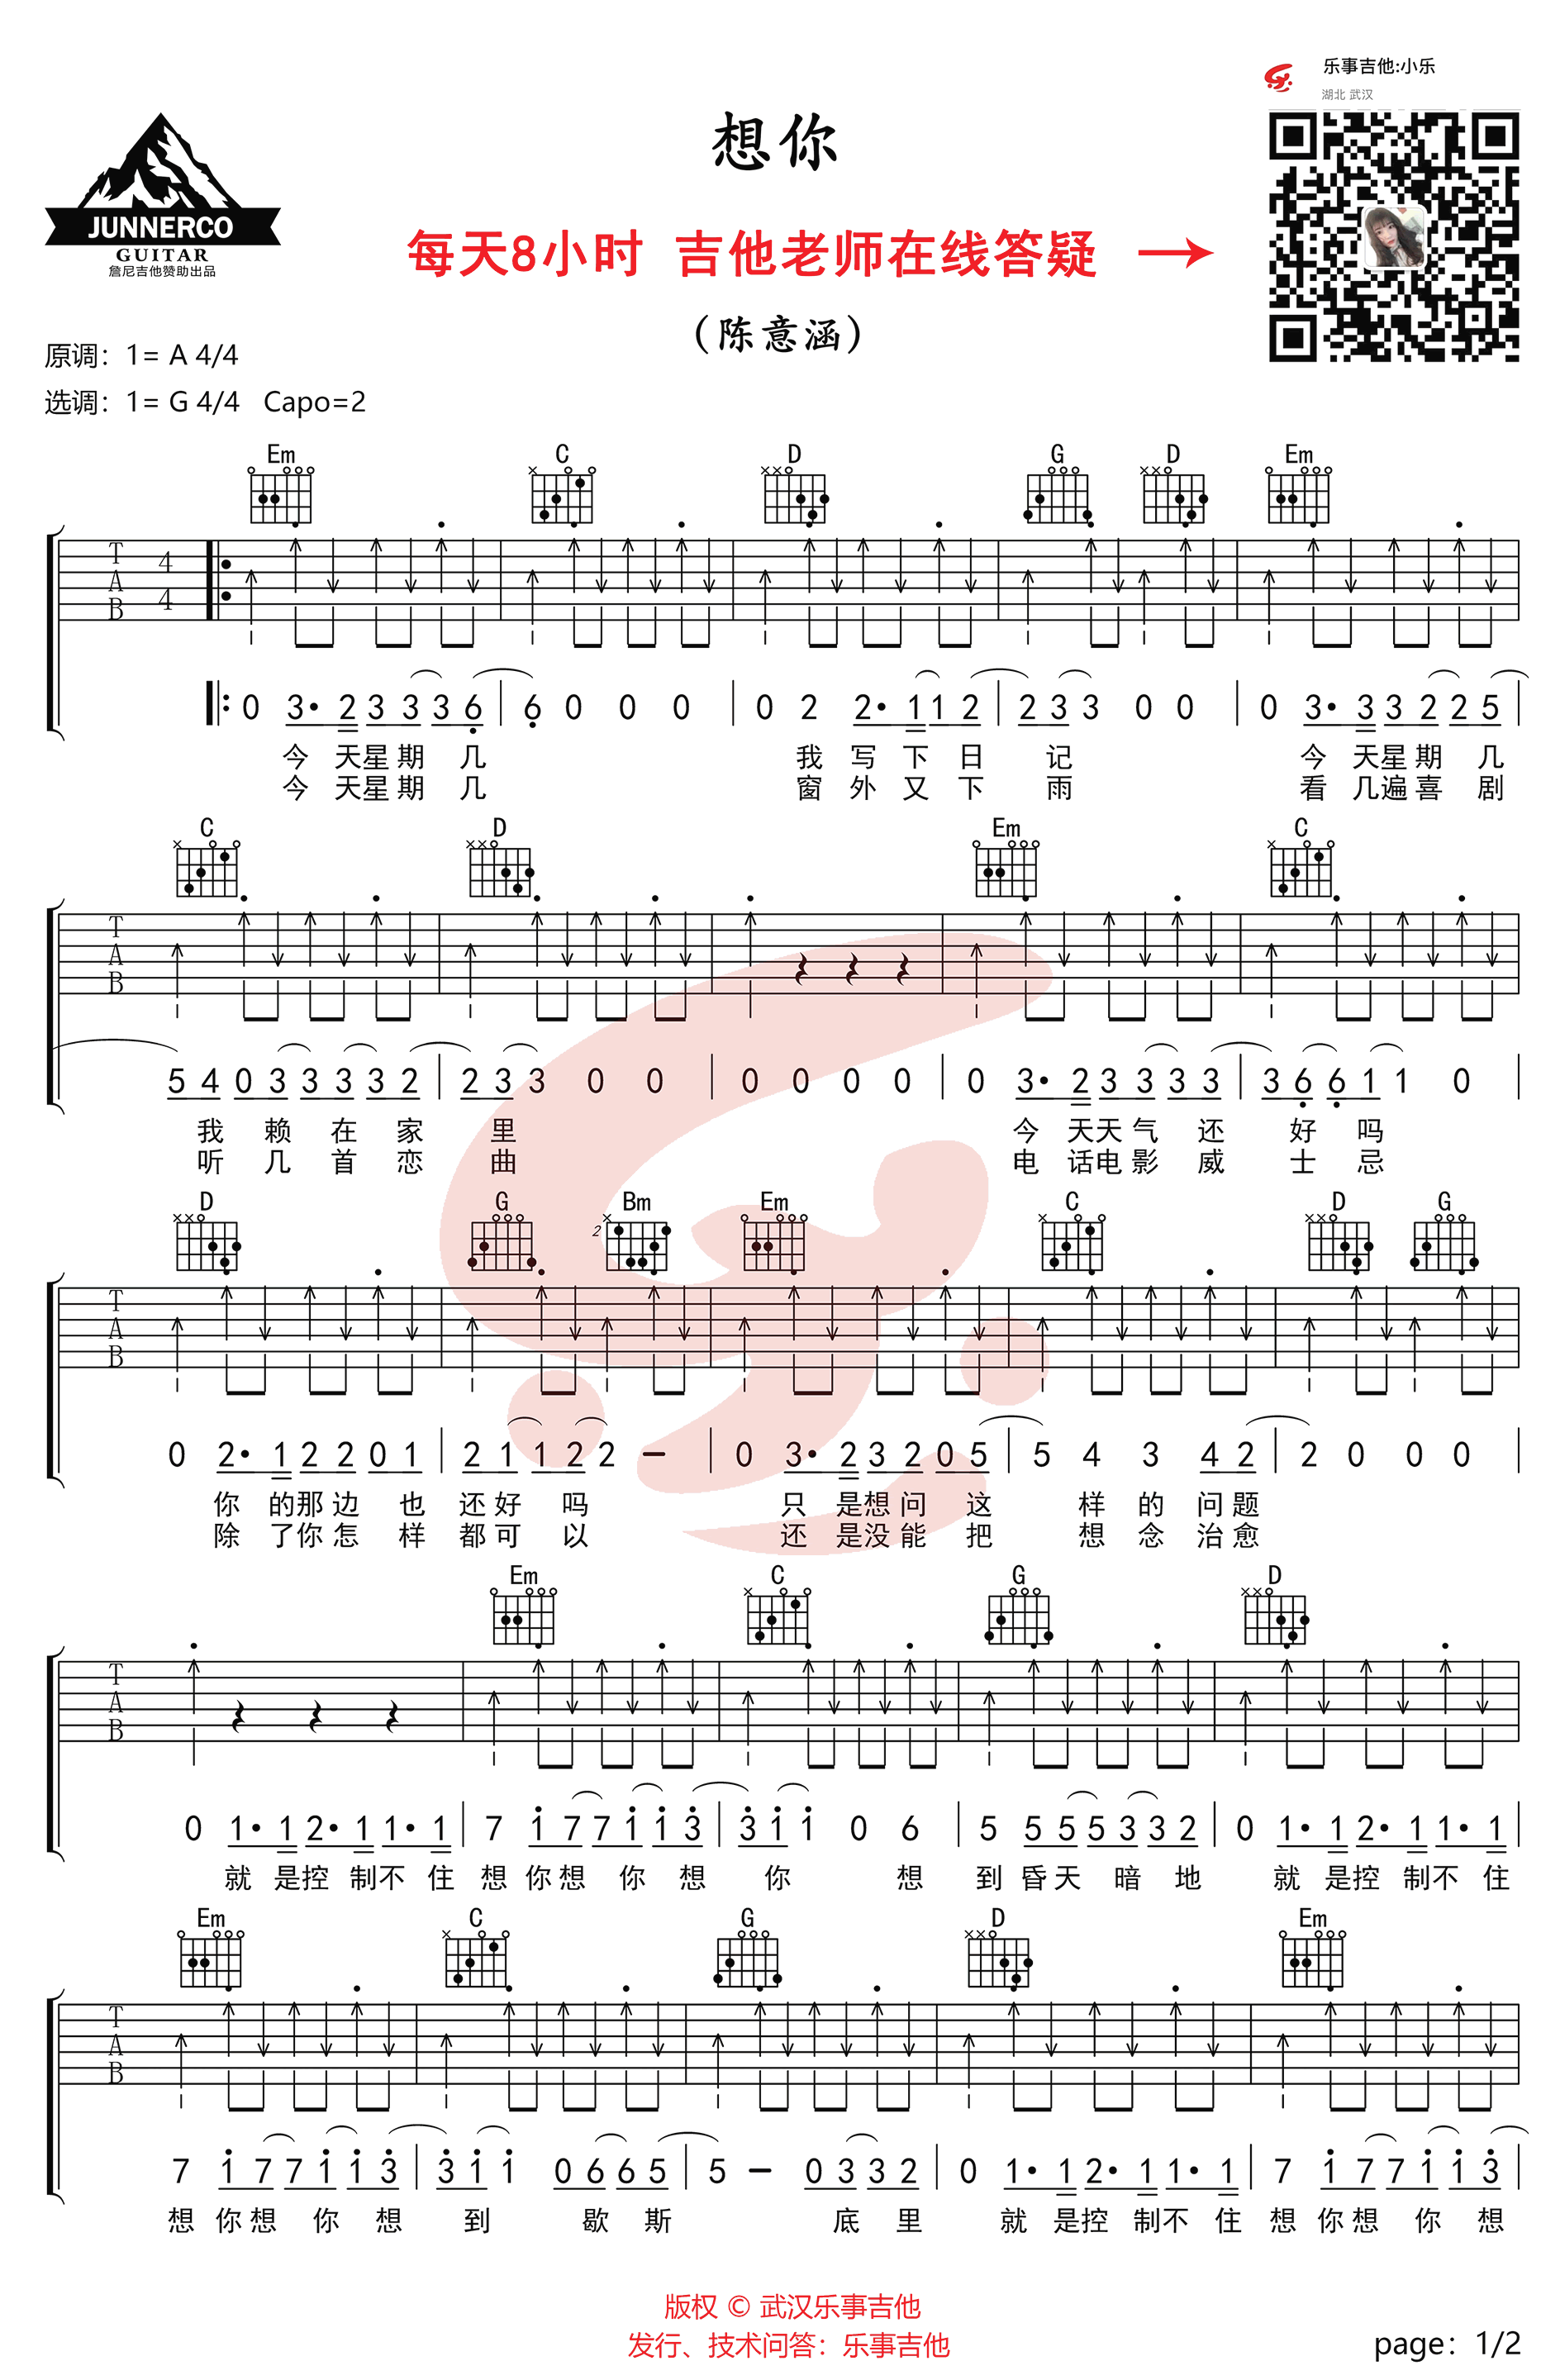 乐事吉他:小乐
湖北 武汉
想你
JUNNERCO
GUITAR
詹尼吉他赞助出品
每天8小时 吉他老师在线答疑 →
（陈意涵）
原调：1= A 4/4
选调：1= G 4/4 Capo=2
Em C D G D Em
T A B 4 4
0 3· 2 3 3 3 6 | 6 0 0 0 | 0 2 2· 1 1 2 | 2 3 3 0 0 | 0 3· 3 3 2 2 5 |
今 天星 期 几 我 写 下 日 记 今 天星 期 几
今 天星 期 几 窗 外 又 下 雨 看 几遍 喜 剧
C D Em C
T A B
5 4 0 3 3 3 3 2 | 2 3 3 0 0 | 0 0 0 0 | 0 3· 2 3 3 3 3 | 3 6 6 1 1 0 |
我 赖 在 家 里 今 天天 气 还 好 吗
听 几 首 恋 曲 电 话电 影 威 士 忌
D G Bm Em C D G
2
T A B
0 2· 1 2 2 0 1 | 2 1 1 2 2 – | 0 3· 2 3 2 0 5 | 5 4 3 4 2 | 2 0 0 0 |
你 的那 边 也 还 好 吗 只 是想 问 这 样 的 问 题
除 了你 怎 样 都 可 以 还 是没 能 把 想 念 治 愈
Em C G D
T A B
0 1· 1 2· 1 1· 1 | 7 1 7 7 1 1 3 | 3 1 1 0 6 | 5 5 5 5 3 3 2 | 0 1· 1 2· 1 1· 1 |
就 是控 制不 住 想 你 想 你 想 你 想 到 昏 天 暗 地 就 是控 制不 住
Em C G D Em
T A B
7 1 7 7 1 1 3 | 3 1 1 0 6 6 5 | 5 – 0 3 3 2 | 0 1· 1 2· 1 1· 1 | 7 1 7 7 1 1 3 |
想 你 想 你 想 到 歇 斯 底 里 就 是控 制不 住 想 你 想 你 想
版权 © 武汉乐事吉他
发行、技术问答：乐事吉他
page：1/2